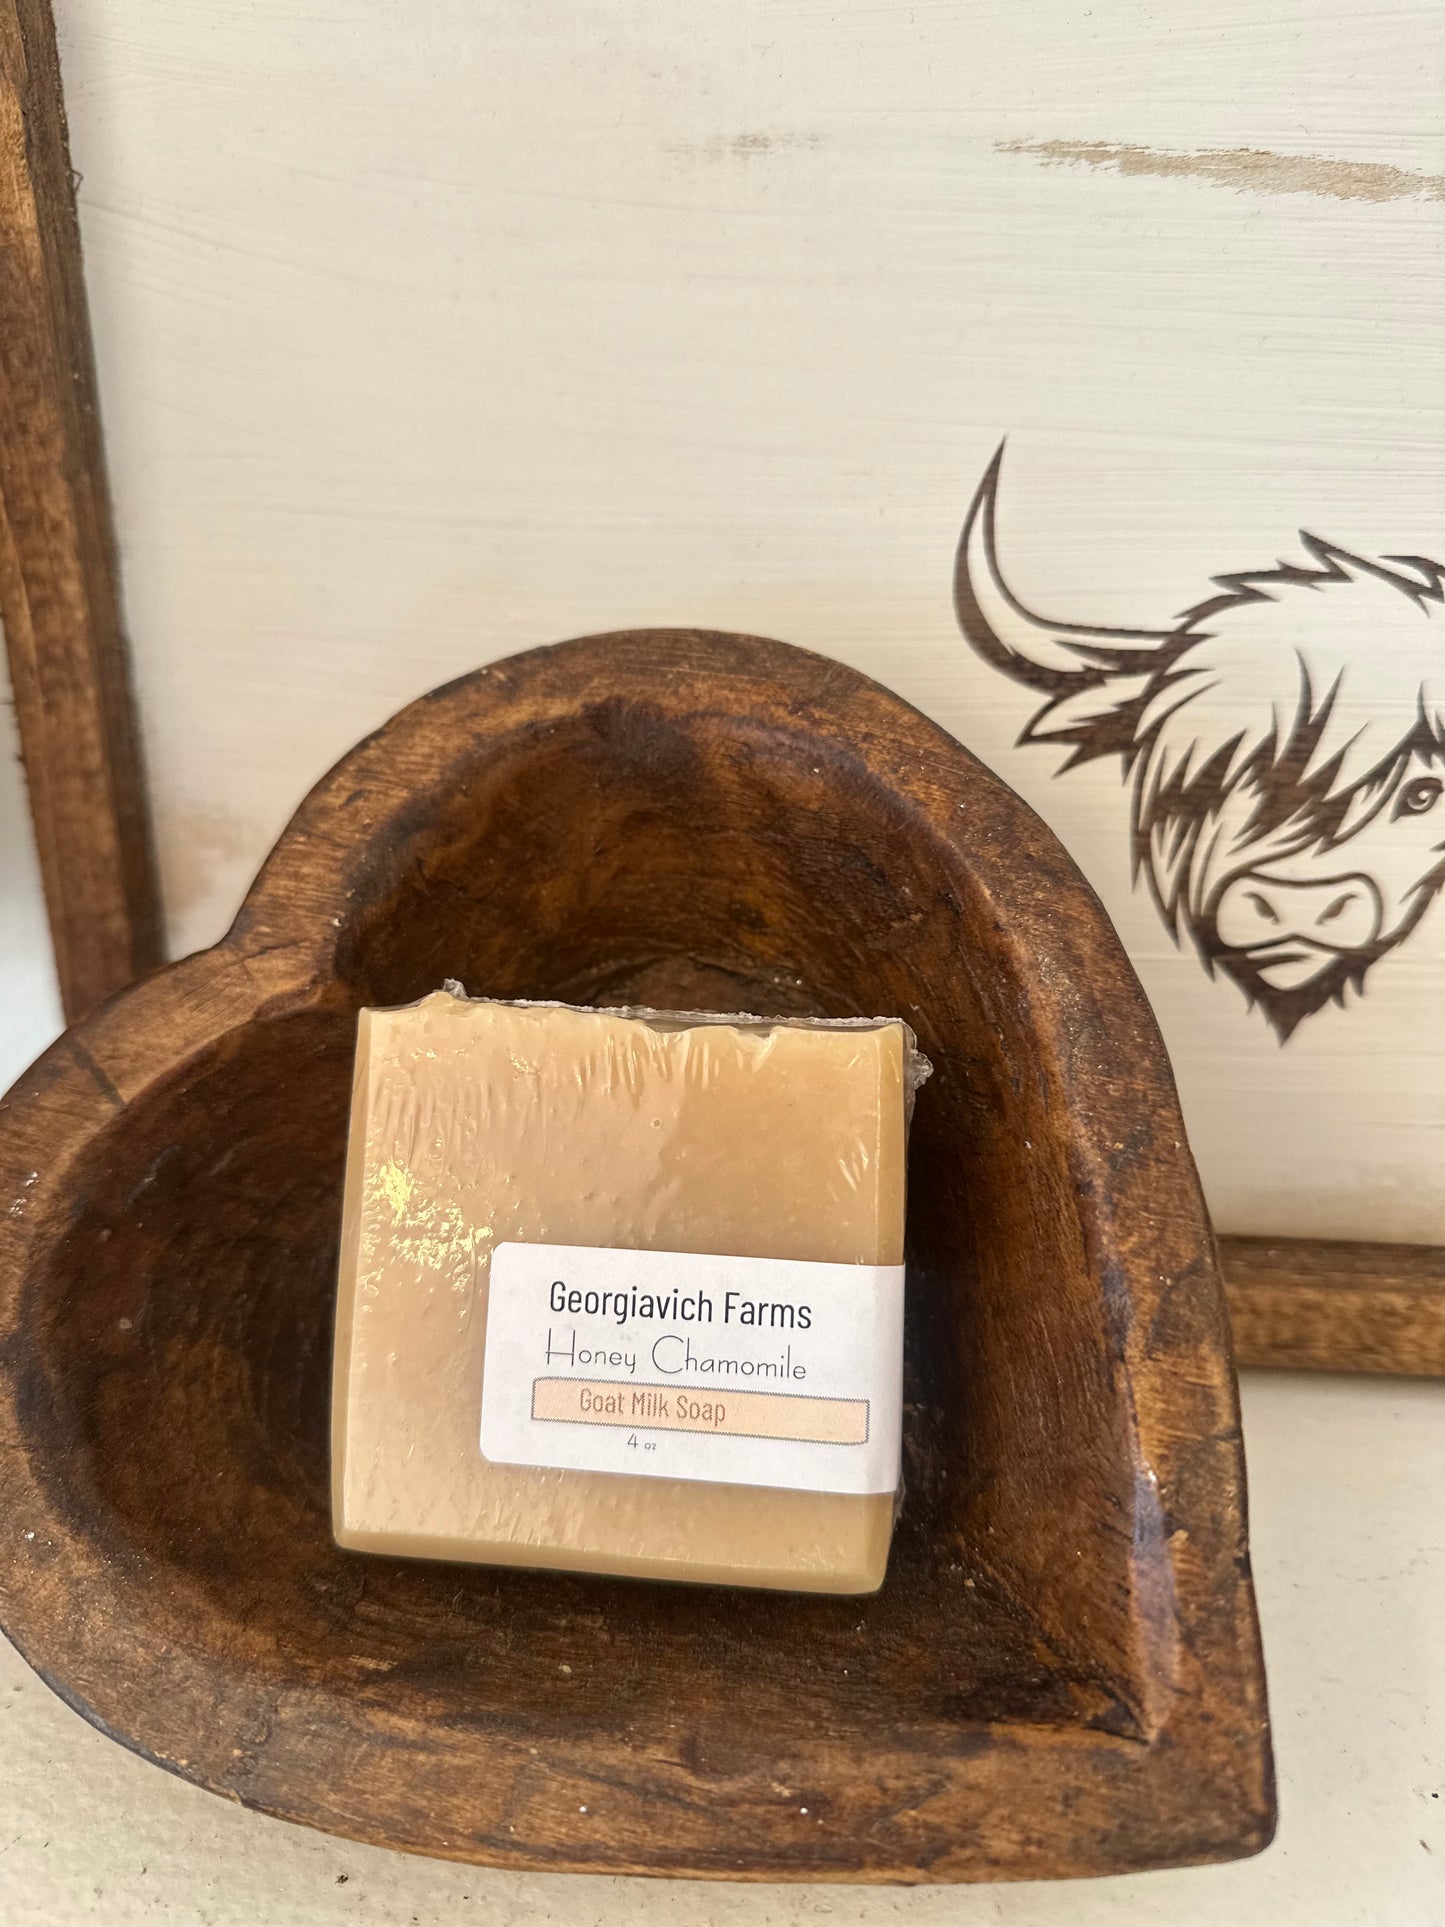 Georgiavich Farms
Honey Chamomile
Goat Milk Soap
4 oz